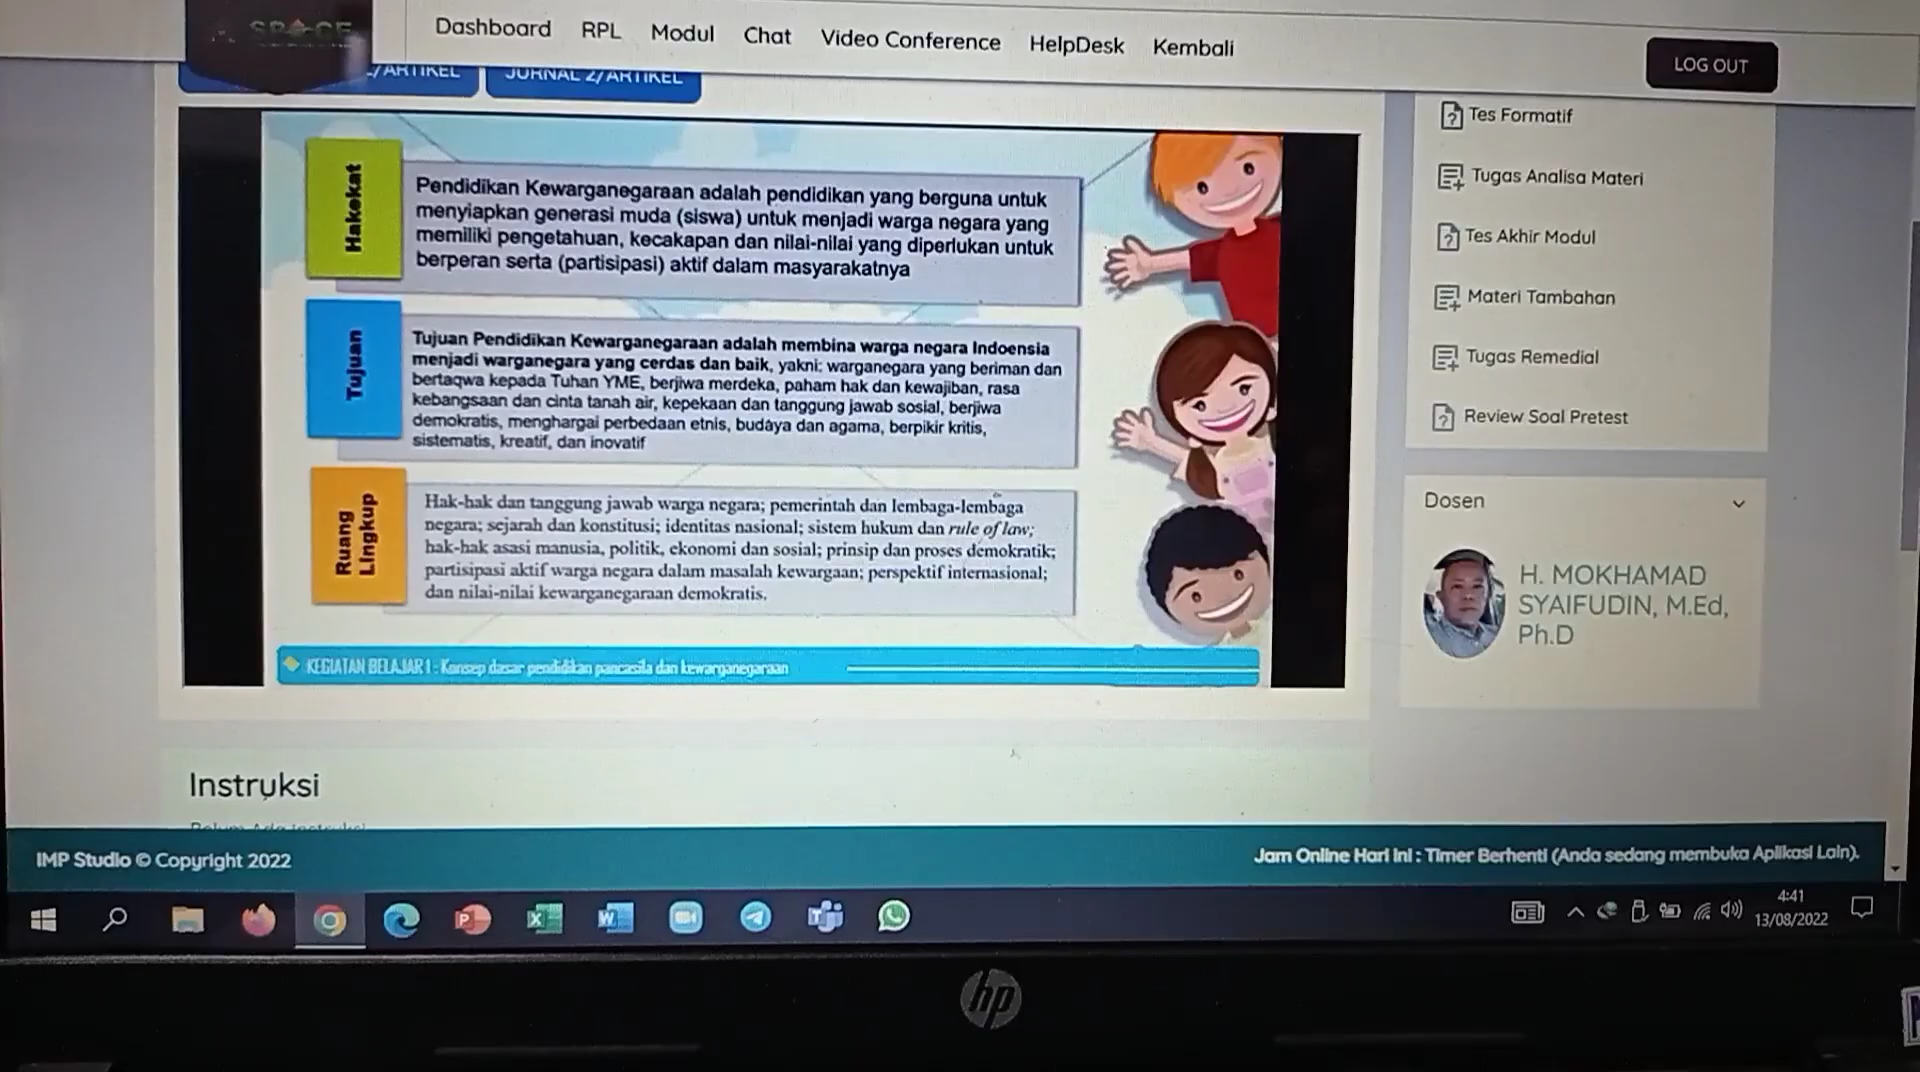 SPACE
Dashboard RPL Modul Chat Video Conference HelpDesk Kembali
LOG OUT
/ARTIKEL
JURNAL 2/ARTIKEL
Hakekat
Pendidikan Kewarganegaraan adalah pendidikan yang berguna untuk
menyiapkan generasi muda (siswa) untuk menjadi warga negara yang
memiliki pengetahuan, kecakapan dan nilai-nilai yang diperlukan untuk
berperan serta (partisipasi) aktif dalam masyarakatnya
Tujuan
Tujuan Pendidikan Kewarganegaraan adalah membina warga negara Indoensia
menjadi warganegara yang cerdas dan baik, yakni: warganegara yang beriman dan
bertaqwa kepada Tuhan YME, berjiwa merdeka, paham hak dan kewajiban, rasa
kebangsaan dan cinta tanah air, kepekaan dan tanggung jawab sosial, berjiwa
demokratis, menghargai perbedaan etnis, budaya dan agama, berpikir kritis,
sistematis, kreatif, dan inovatif
Ruang
Lingkup
Hak-hak dan tanggung jawab warga negara; pemerintah dan lembaga-lembaga
negara; sejarah dan konstitusi; identitas nasional; sistem hukum dan rule of law;
hak-hak asasi manusia, politik, ekonomi dan sosial; prinsip dan proses demokratik;
partisipasi aktif warga negara dalam masalah kewargaan; perspektif internasional;
dan nilai-nilai kewarganegaraan demokratis.
KEGIATAN BELAJAR 1 : Konsep dasar pendidikan pancasila dan kewarganegaraan
Tes Formatif
Tugas Analisa Materi
Tes Akhir Modul
Materi Tambahan
Tugas Remedial
Review Soal Pretest
Dosen
H. MOKHAMAD
SYAIFUDIN, M.Ed,
Ph.D
Instruksi
Belum Ada Instruksi
IMP Studio © Copyright 2022
Jam Online Hari Ini : Timer Berhenti (Anda sedang membuka Aplikasi Lain).
4:41
13/08/2022
hp